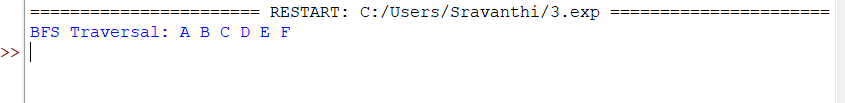 ======================= RESTART: C:/Users/Sravanthi/3.exp ======================
BFS Traversal: A B C D E F
>>